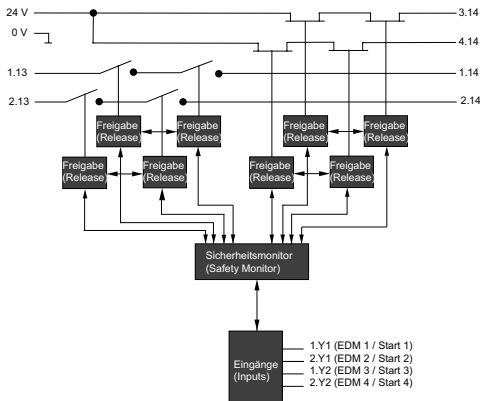 24 V
3.14
0 V
4.14
1.13
1.14
2.13
2.14
Freigabe
(Release)
Freigabe
(Release)
Freigabe
(Release)
Freigabe
(Release)
Freigabe
(Release)
Freigabe
(Release)
Freigabe
(Release)
Freigabe
(Release)
Sicherheitsmonitor
(Safety Monitor)
Eingänge
(Inputs)
1.Y1 (EDM 1 / Start 1)
2.Y1 (EDM 2 / Start 2)
1.Y2 (EDM 3 / Start 3)
2.Y2 (EDM 4 / Start 4)